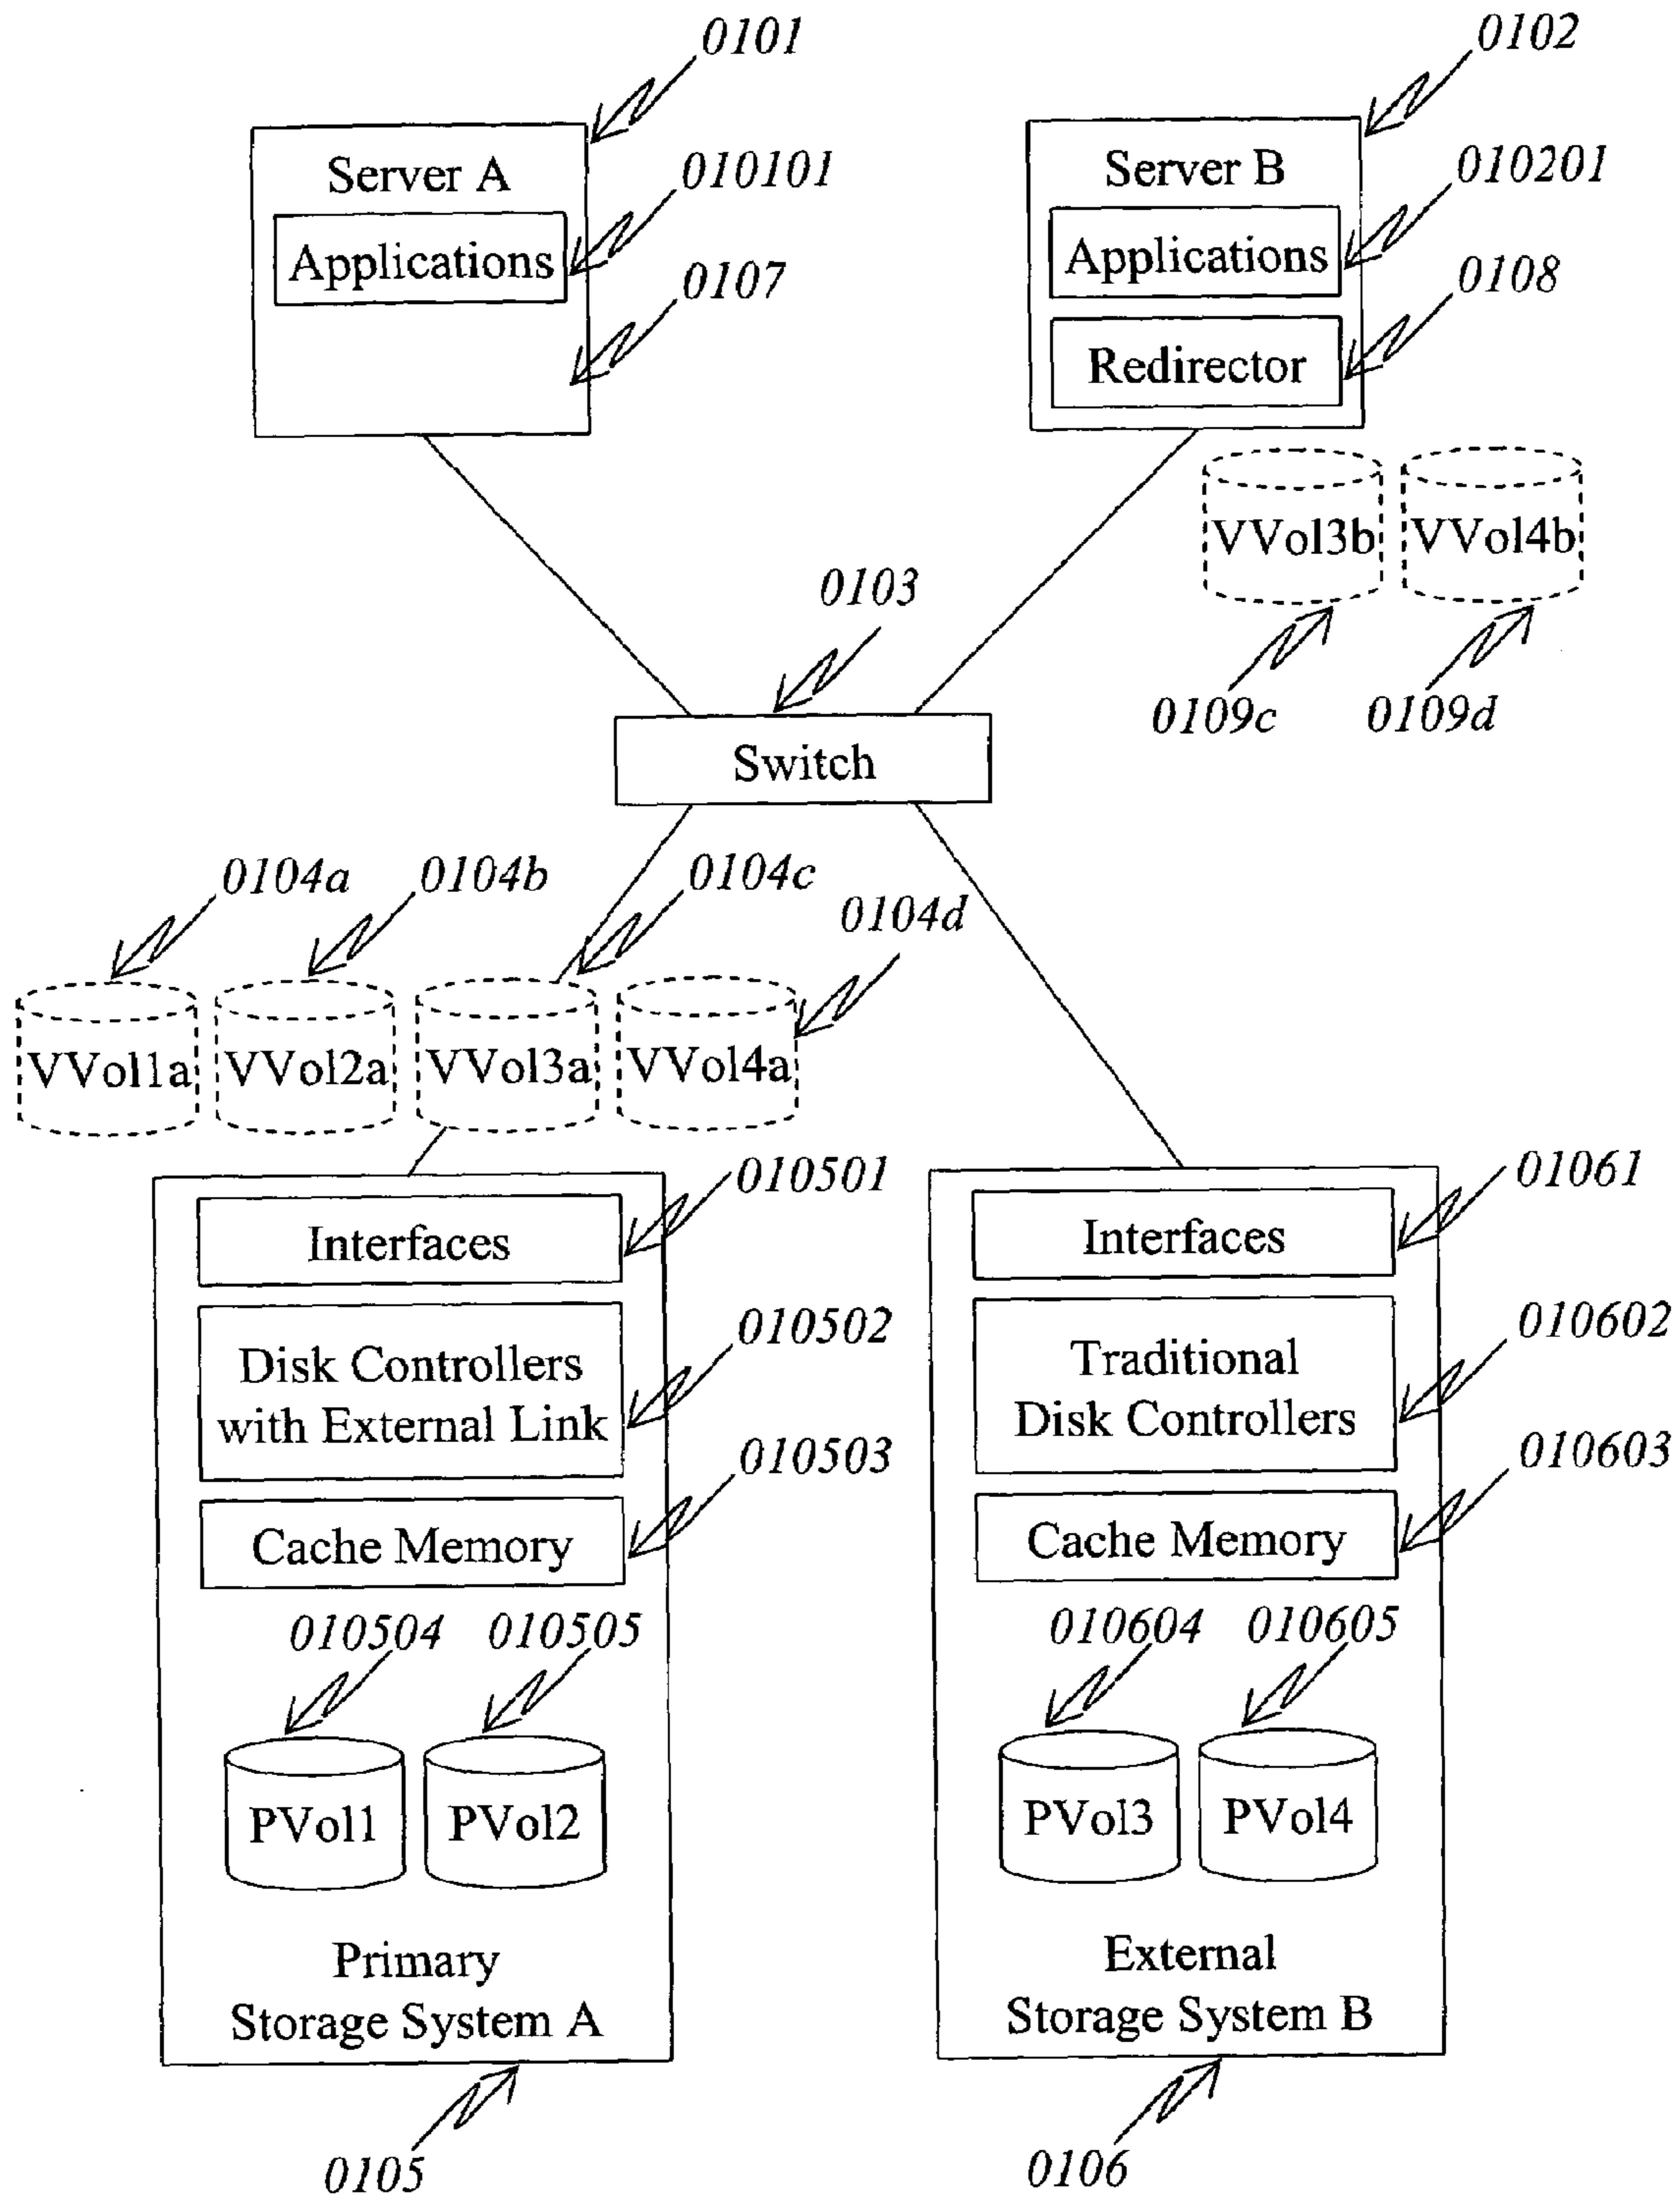 0101
0102
Server A
010101
Server B
010201
Applications
Applications
0107
0108
Redirector
VVol3b
VVol4b
0103
0109c
0109d
Switch
0104a
0104b
0104c
0104d
VVol1a
VVol2a
VVol3a
VVol4a
010501
01061
Interfaces
Interfaces
010502
010602
Disk Controllers
with External Link
Traditional
Disk Controllers
010503
010603
Cache Memory
Cache Memory
010504
010505
010604
010605
PVol1
PVol2
PVol3
PVol4
Primary
Storage System A
External
Storage System B
0105
0106